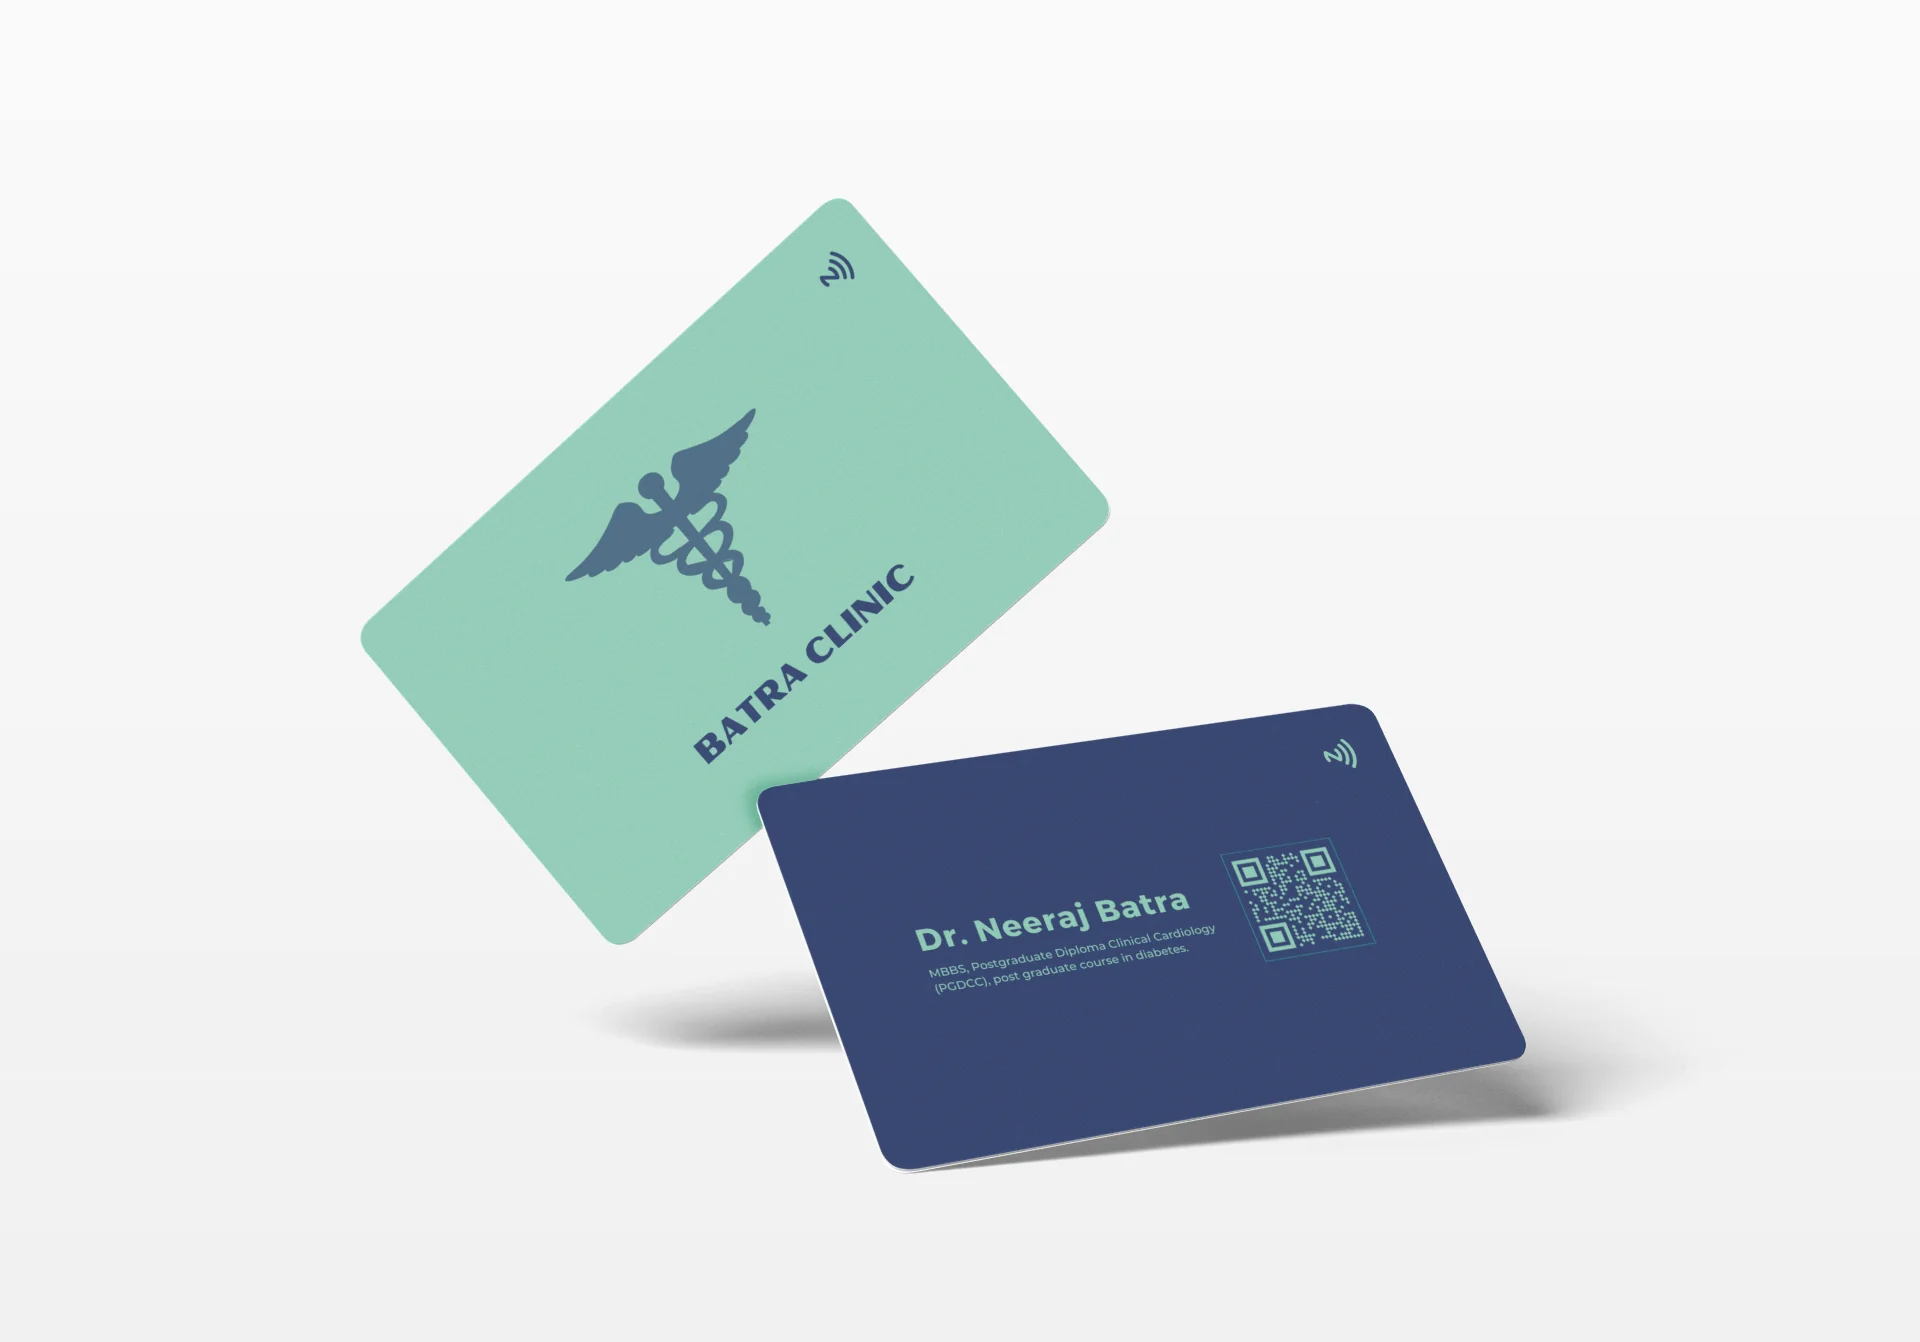 BATRA CLINIC
Dr. Neeraj Batra
MBBS, Postgraduate Diploma Clinical Cardiology
(PGDCC), post graduate course in diabetes.